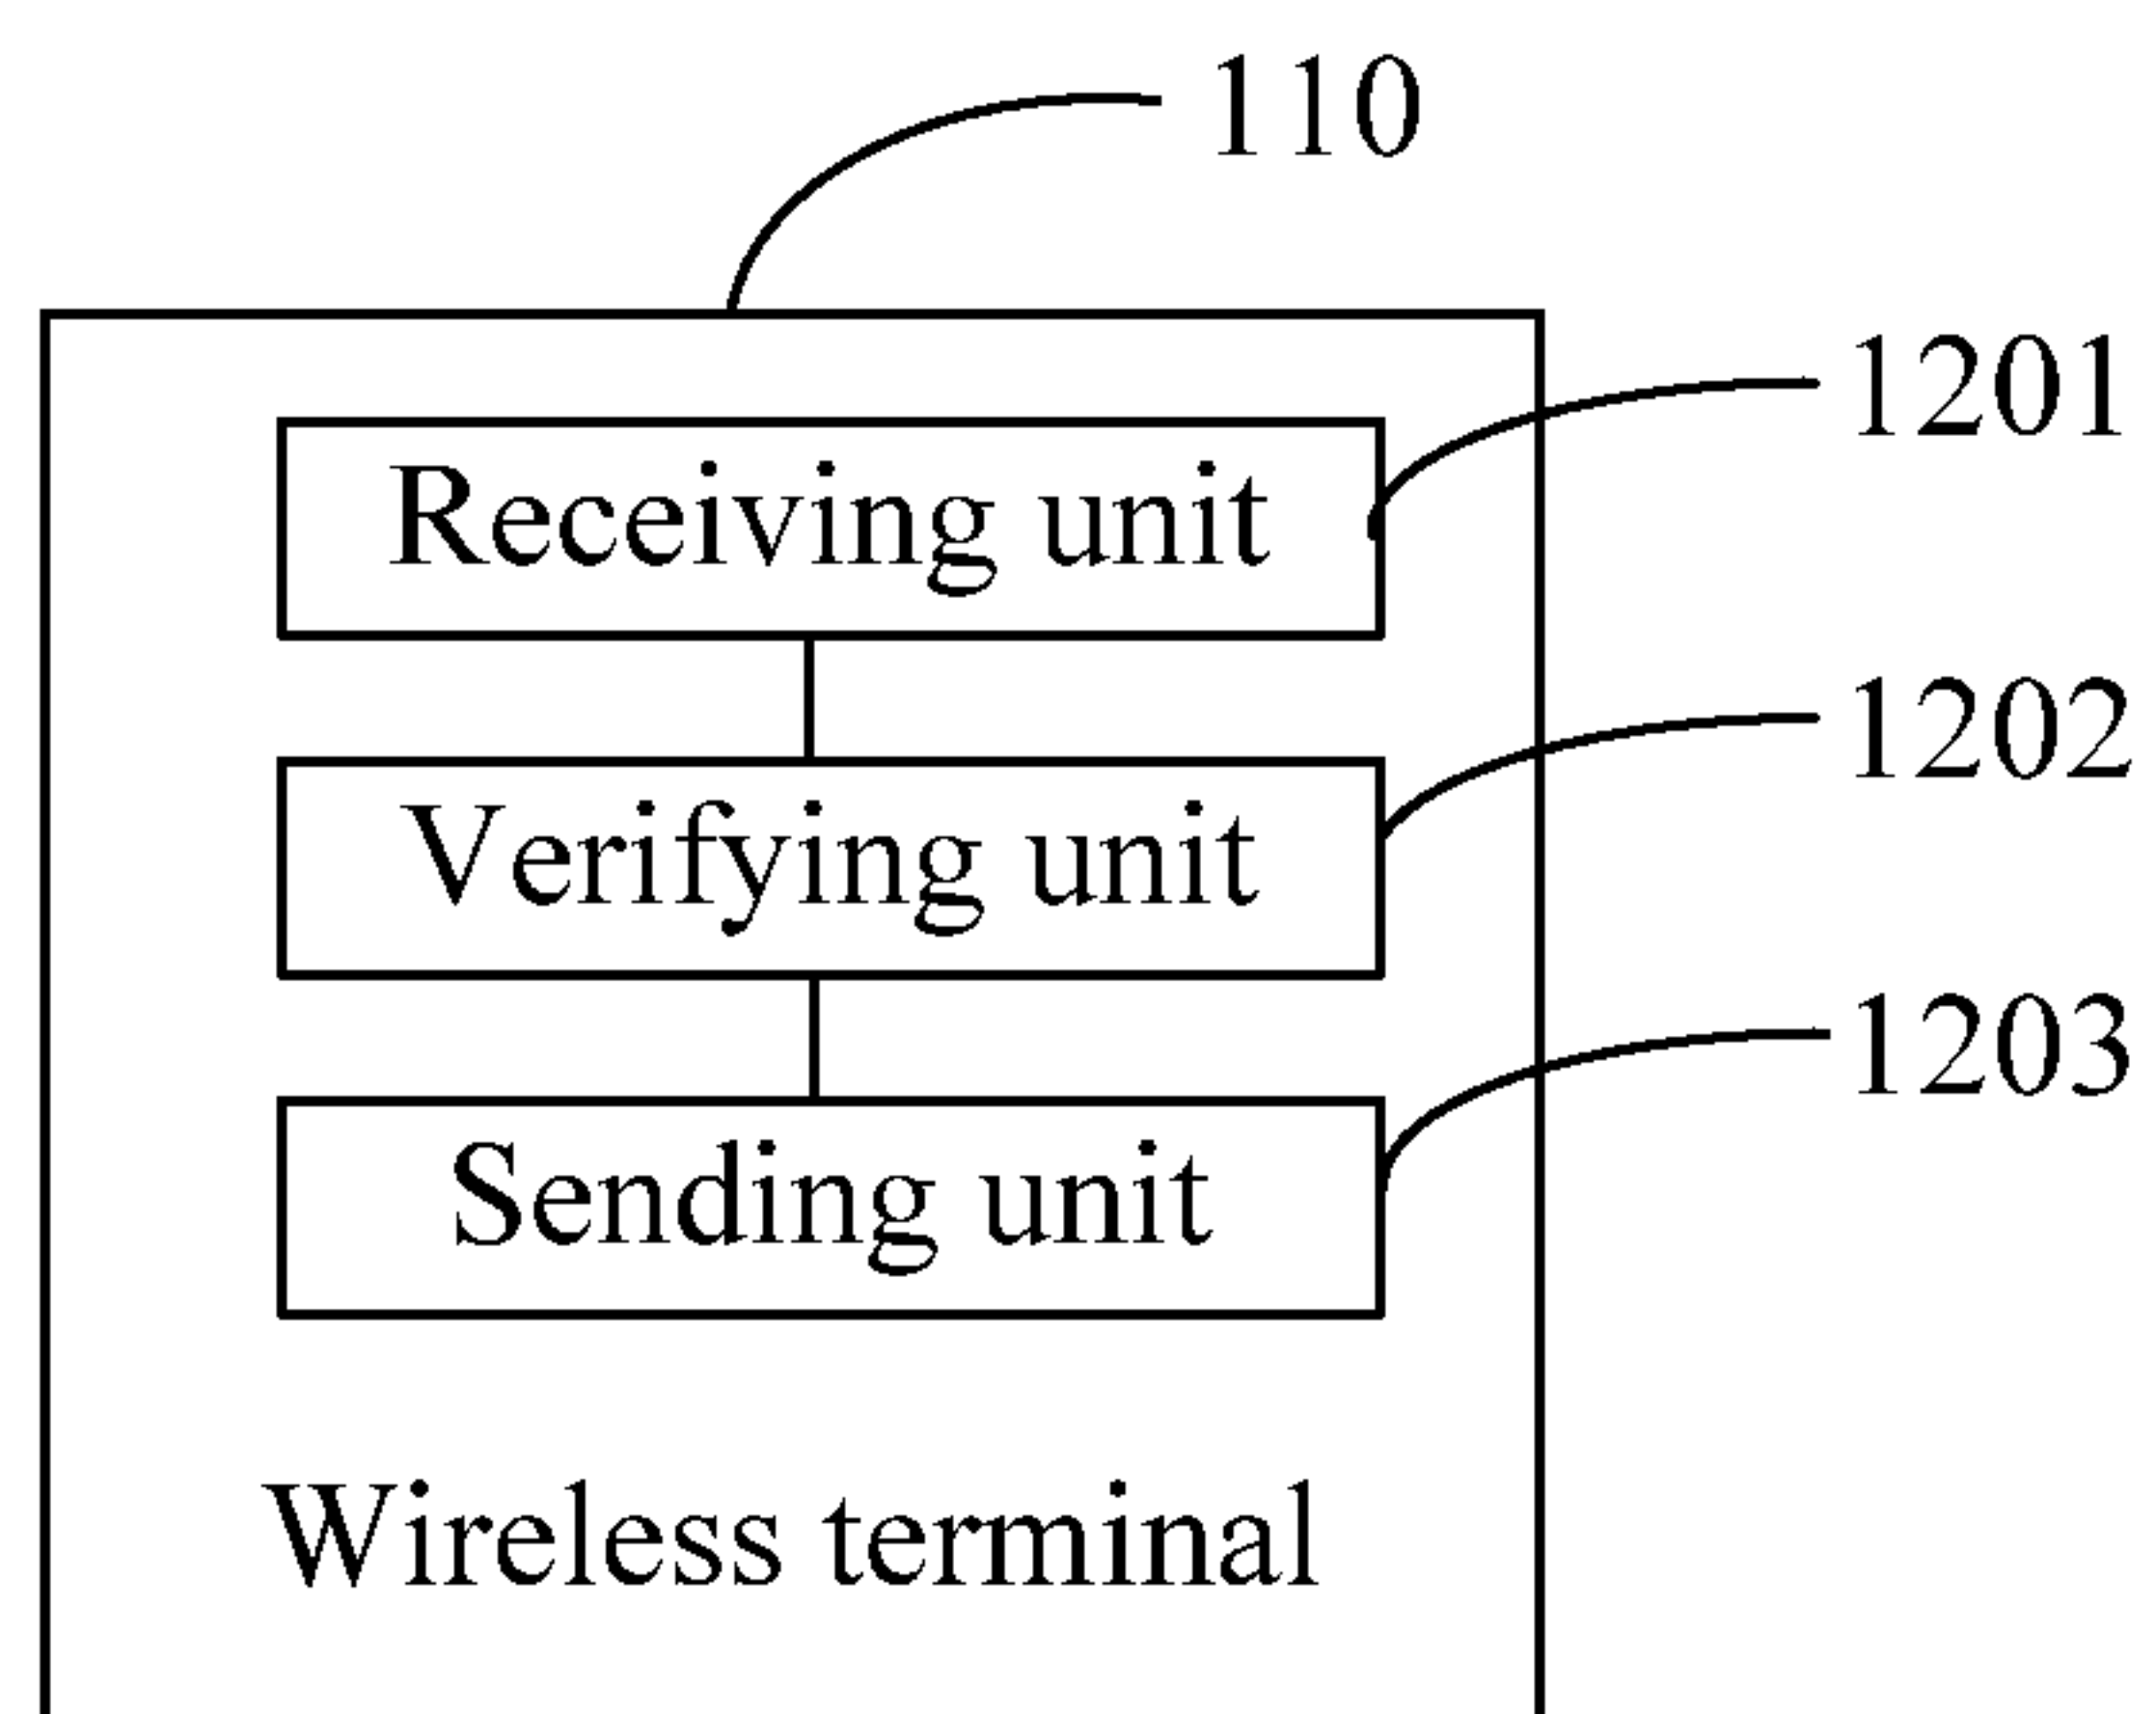 110
1201
Receiving unit
1202
Verifying unit
1203
Sending unit
Wireless terminal